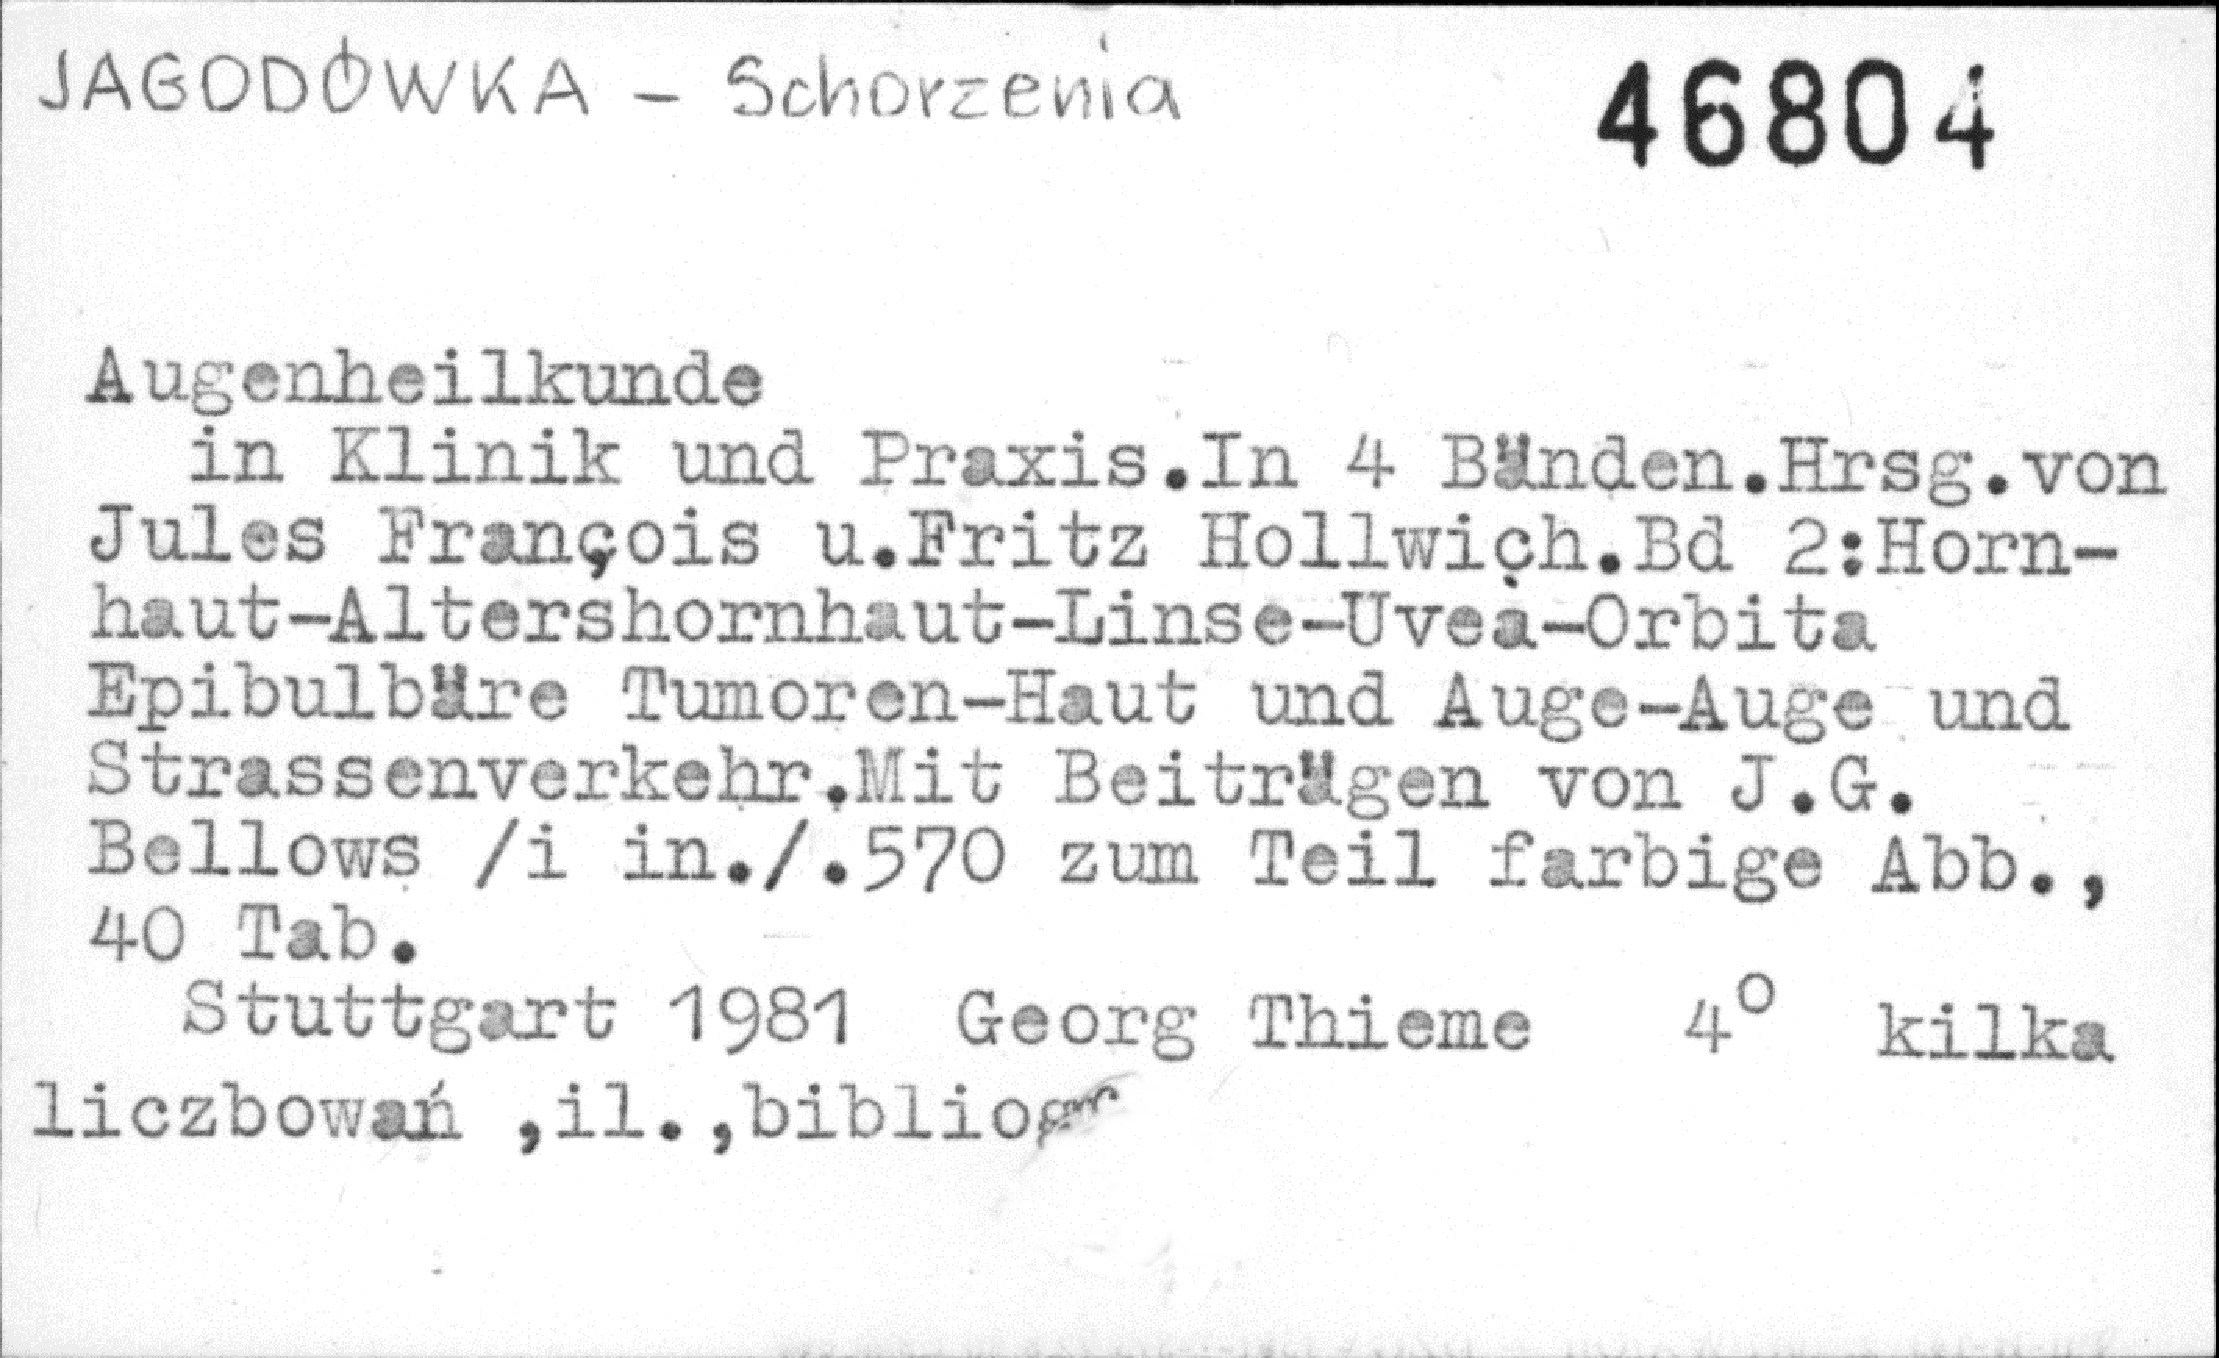 JAGODÓWKA - Schorzenia 46804
Augenheilkunde
in Klinik und Praxis.In 4 Bänden.Hrsg.von
Jules François u.Fritz Hollwich.Bd 2:Horn-
haut-Altershornhaut-Linse-Uvea-Orbita
Epibulbäre Tumoren-Haut und Auge-Auge und
Strassenverkehr.Mit Beiträgen von J.G.
Bellows /i in./.570 zum Teil farbige Abb.,
40 Tab.
Stuttgart 1981 Georg Thieme 4° kilka
liczbowań ,il.,bibliogr